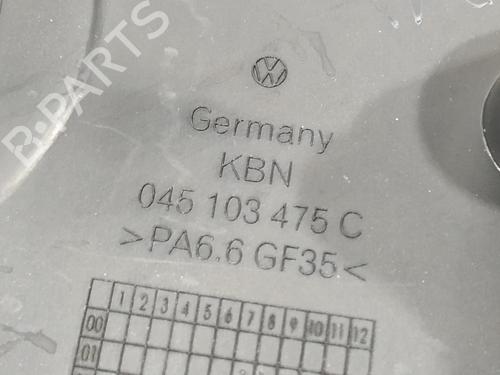 B-PARTS
Germany
KBN
045 103 475 C
>PA6.6 GF35<
1 2 3 4 5 6 7 8 9 10 11 12
00
01